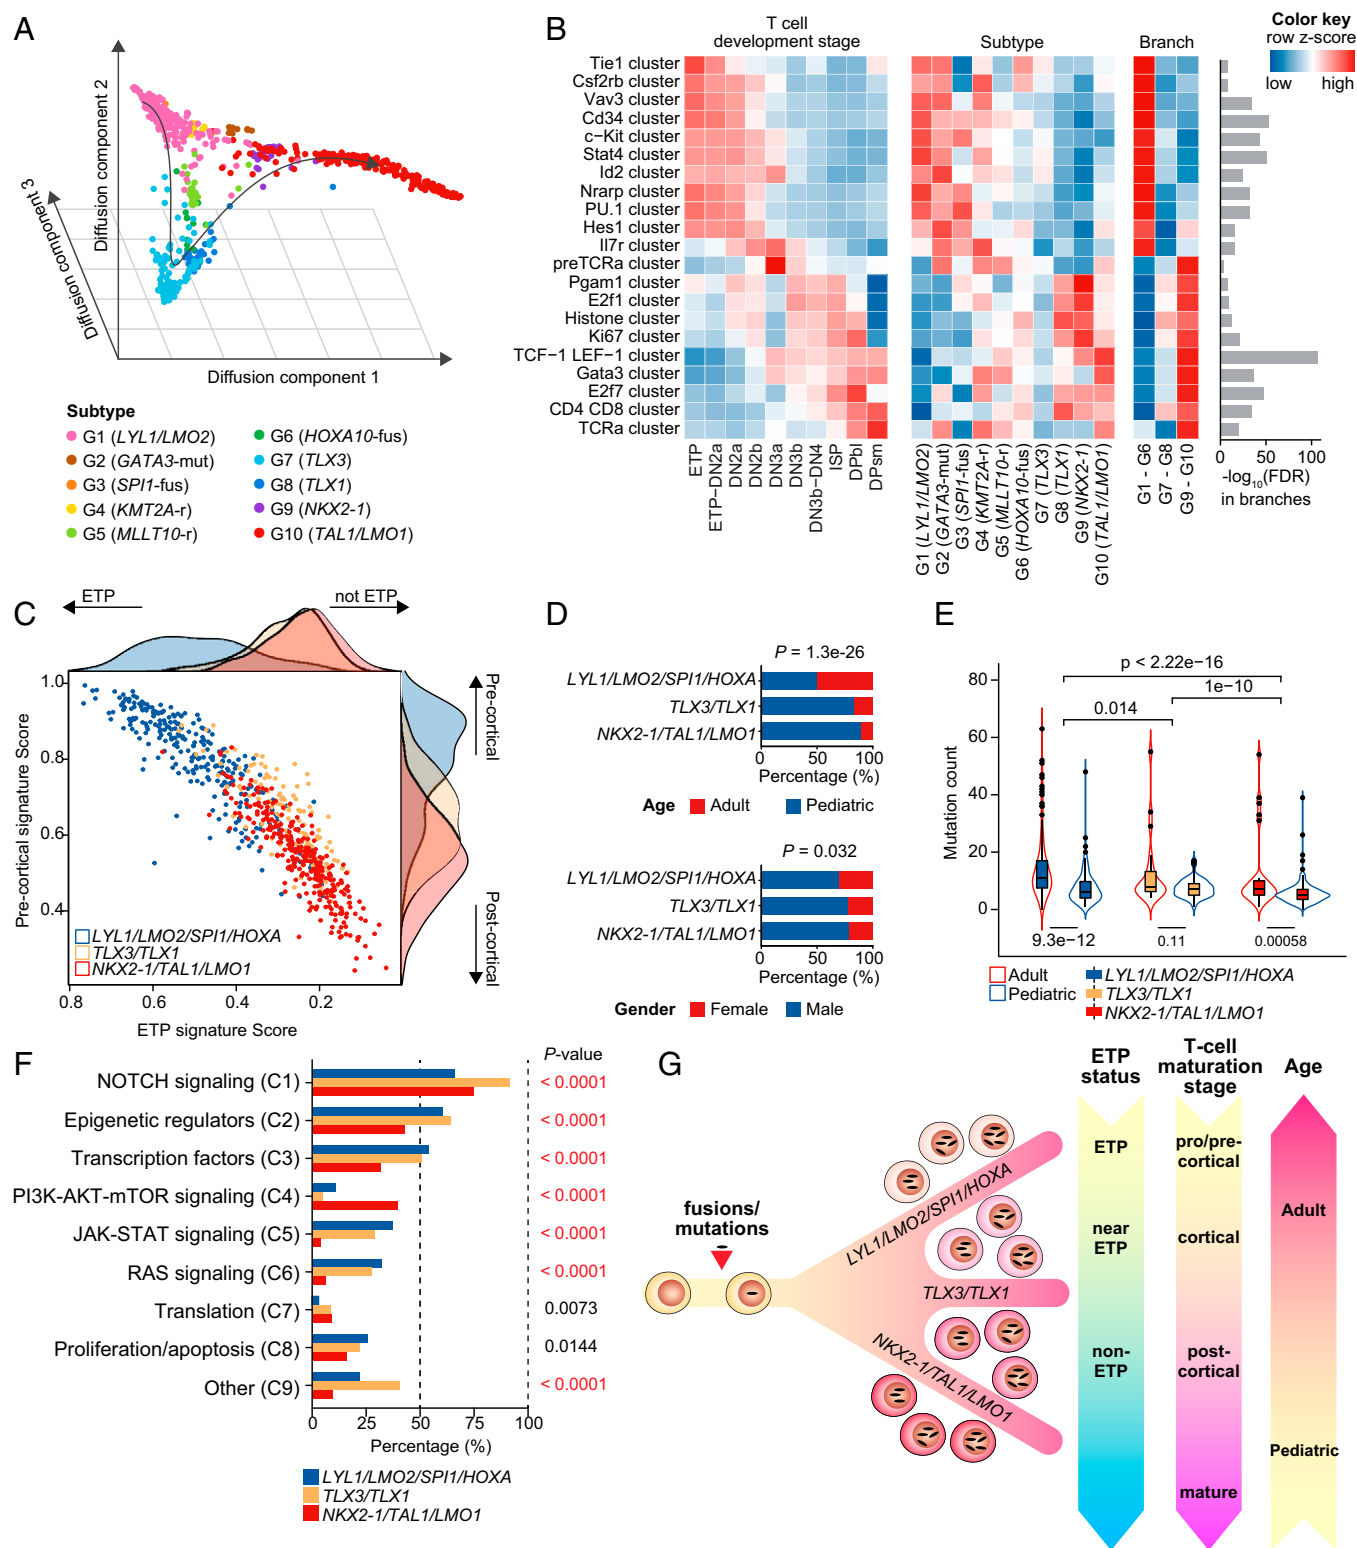 A
Diffusion component 2
Diffusion component 3
Diffusion component 1
Subtype
G1 (LYL1/LMO2)
G2 (GATA3-mut)
G3 (SPI1-fus)
G4 (KMT2A-r)
G5 (MLLT10-r)
G6 (HOXA10-fus)
G7 (TLX3)
G8 (TLX1)
G9 (NKX2-1)
G10 (TAL1/LMO1)
B
T cell
development stage
Subtype
Branch
Color key
row z-score
low
high
Tie1 cluster
Csf2rb cluster
Vav3 cluster
Cd34 cluster
c−Kit cluster
Stat4 cluster
Id2 cluster
Nrarp cluster
PU.1 cluster
Hes1 cluster
Il7r cluster
preTCRa cluster
Pgam1 cluster
E2f1 cluster
Histone cluster
Ki67 cluster
TCF−1 LEF−1 cluster
Gata3 cluster
E2f7 cluster
CD4 CD8 cluster
TCRa cluster
ETP
ETP−DN2a
DN2a
DN2b
DN3a
DN3b
DN3b−DN4
ISP
DPbl
DPsm
G1 (LYL1/LMO2)
G2 (GATA3-mut)
G3 (SPI1-fus)
G4 (KMT2A-r)
G5 (MLLT10-r)
G6 (HOXA10-fus)
G7 (TLX3)
G8 (TLX1)
G9 (NKX2-1)
G10 (TAL1/LMO1)
G1 - G6
G7 - G8
G9 - G10
0
50
100
-log10(FDR)
in branches
C
ETP
not ETP
Pre-cortical
Post-cortical
Pre-cortical signature Score
1.0
0.8
0.6
0.4
LYL1/LMO2/SPI1/HOXA
TLX3/TLX1
NKX2-1/TAL1/LMO1
0.8
0.6
0.4
0.2
ETP signature Score
D
P = 1.3e-26
LYL1/LMO2/SPI1/HOXA
TLX3/TLX1
NKX2-1/TAL1/LMO1
0
50
100
Percentage (%)
Age
Adult
Pediatric
P = 0.032
LYL1/LMO2/SPI1/HOXA
TLX3/TLX1
NKX2-1/TAL1/LMO1
0
50
100
Percentage (%)
Gender
Female
Male
E
p < 2.22e−16
1e−10
0.014
Mutation count
80
60
40
20
0
9.3e−12
0.11
0.00058
Adult
Pediatric
LYL1/LMO2/SPI1/HOXA
TLX3/TLX1
NKX2-1/TAL1/LMO1
F
P-value
NOTCH signaling (C1)
< 0.0001
Epigenetic regulators (C2)
< 0.0001
Transcription factors (C3)
< 0.0001
PI3K-AKT-mTOR signaling (C4)
< 0.0001
JAK-STAT signaling (C5)
< 0.0001
RAS signaling (C6)
< 0.0001
Translation (C7)
0.0073
Proliferation/apoptosis (C8)
0.0144
Other (C9)
< 0.0001
0
25
50
75
100
Percentage (%)
LYL1/LMO2/SPI1/HOXA
TLX3/TLX1
NKX2-1/TAL1/LMO1
G
fusions/
mutations
LYL1/LMO2/SPI1/HOXA
TLX3/TLX1
NKX2-1/TAL1/LMO1
ETP
status
T-cell
maturation
stage
Age
ETP
near
ETP
non-
ETP
pro/pre-
cortical
cortical
post-
cortical
mature
Adult
Pediatric